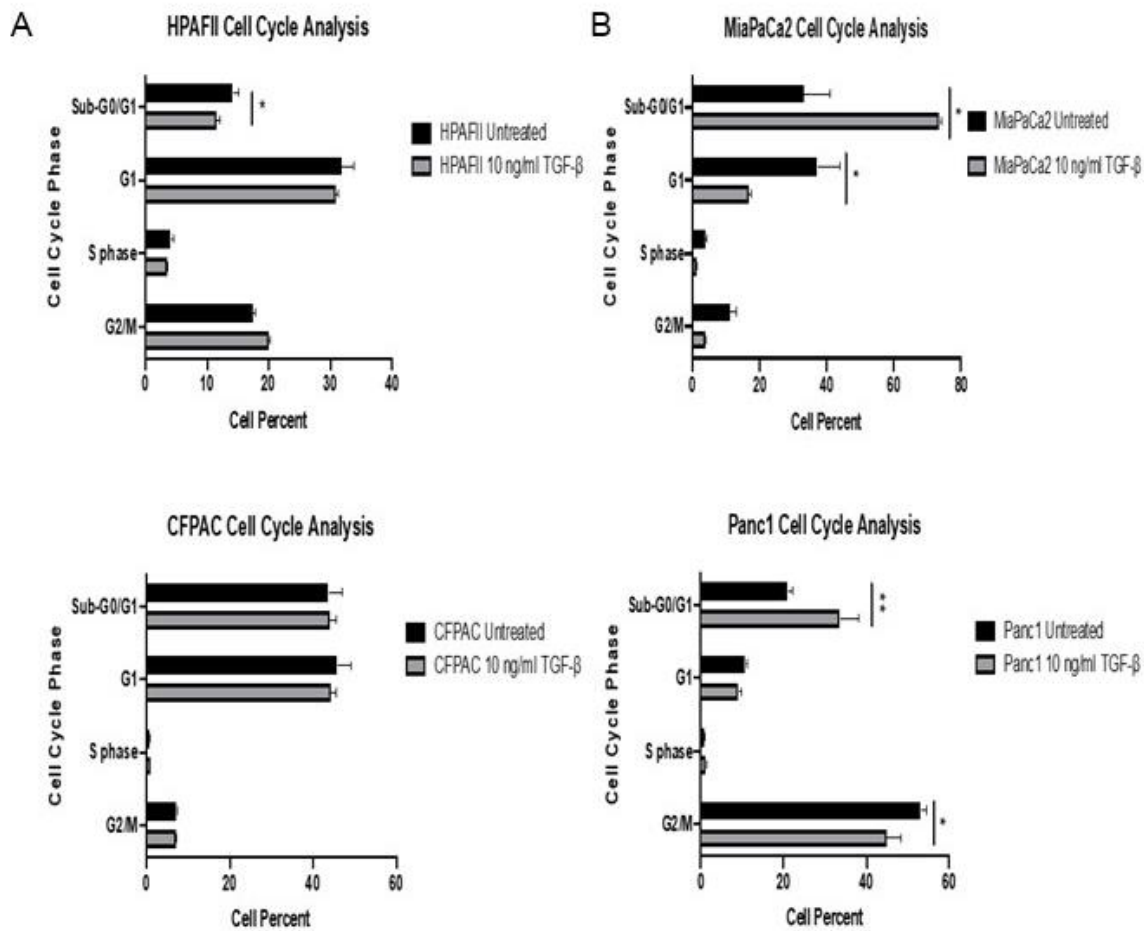 A
HPAFII Cell Cycle Analysis
Cell Cycle Phase
Sub-G0/G1
G1
S phase
G2/M
*
0 10 20 30 40
Cell Percent
HPAFII Untreated
HPAFII 10 ng/ml TGF-β
B
MiaPaCa2 Cell Cycle Analysis
Cell Cycle Phase
Sub-G0/G1
G1
S phase
G2/M
*
*
0 20 40 60 80
Cell Percent
MiaPaCa2 Untreated
MiaPaCa2 10 ng/ml TGF-β
CFPAC Cell Cycle Analysis
Cell Cycle Phase
Sub-G0/G1
G1
S phase
G2/M
0 20 40 60
Cell Percent
CFPAC Untreated
CFPAC 10 ng/ml TGF-β
Panc1 Cell Cycle Analysis
Cell Cycle Phase
Sub-G0/G1
G1
S phase
G2/M
**
*
0 20 40 60
Cell Percent
Panc1 Untreated
Panc1 10 ng/ml TGF-β